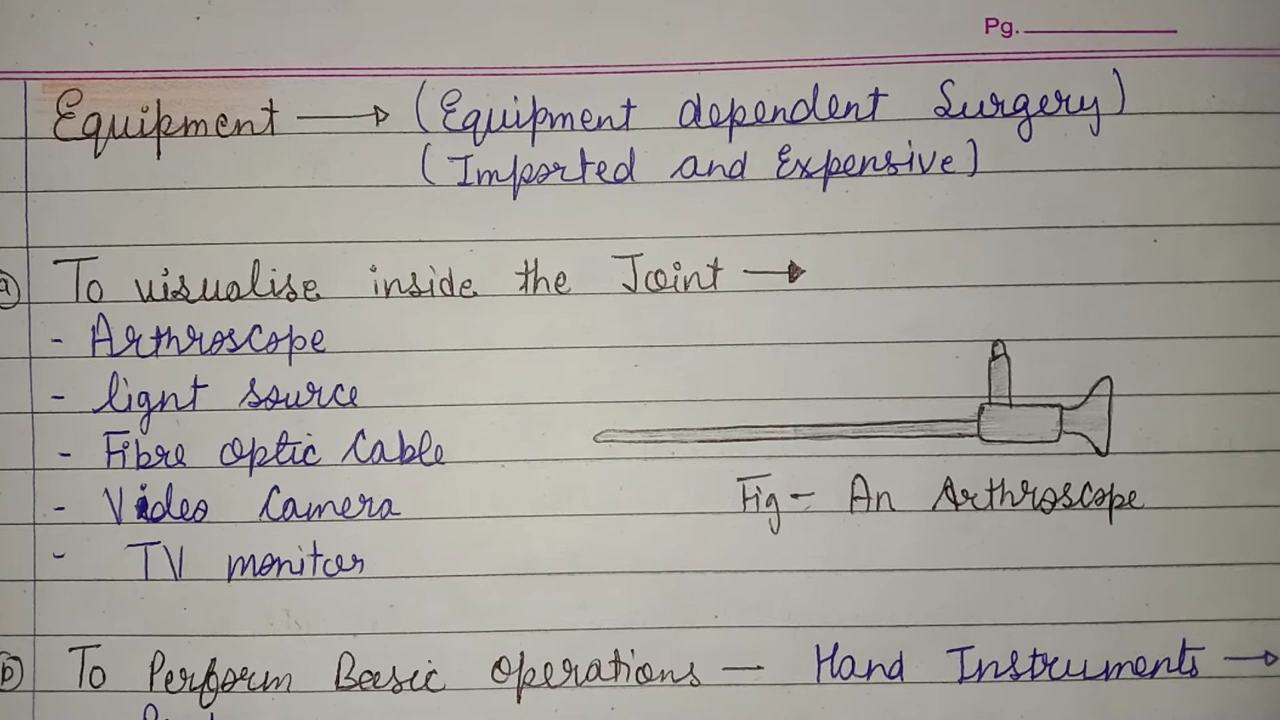 Pg.
Equipment → (Equipment dependent Surgery)
(Imported and Expensive)
a) To visualise inside the Joint →
- Arthroscope
- light source
- Fibre Optic Cable
- Video Camera
- TV monitor
Fig - An Arthroscope
b) To Perform Basic Operations - Hand Instruments →